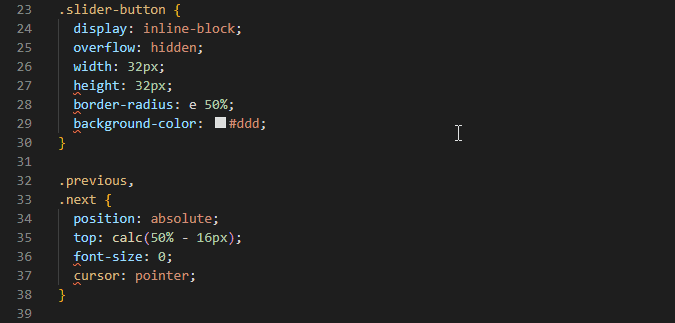 23 .slider-button {
24 display: inline-block;
25 overflow: hidden;
26 width: 32px;
27 height: 32px;
28 border-radius: e 50%;
29 background-color: #ddd;
30 }
31
32 .previous,
33 .next {
34 position: absolute;
35 top: calc(50% - 16px);
36 font-size: 0;
37 cursor: pointer;
38 }
39